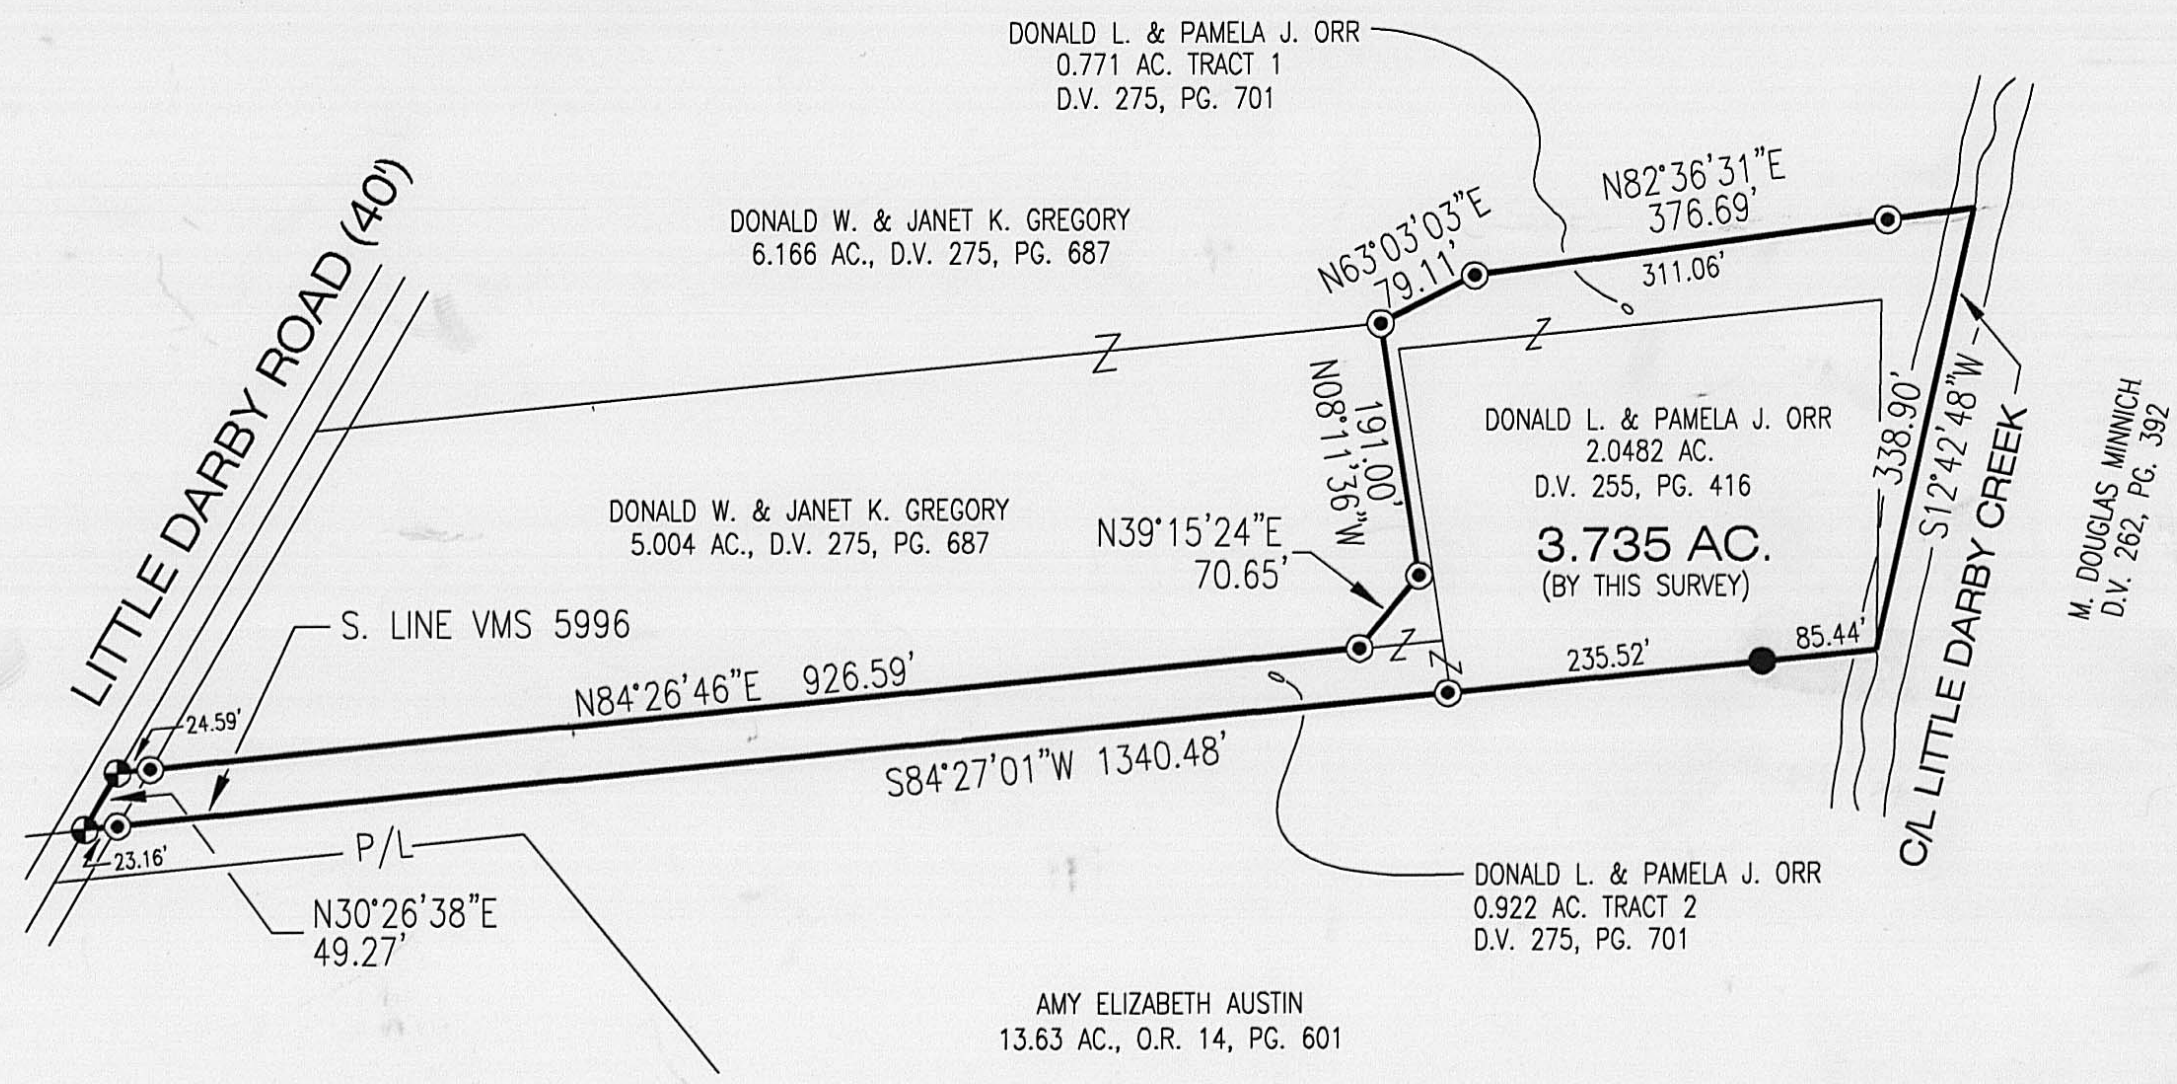 DONALD L. & PAMELA J. ORR
0.771 AC. TRACT 1
D.V. 275, PG. 701
LITTLE DARBY ROAD (40')
DONALD W. & JANET K. GREGORY
6.166 AC., D.V. 275, PG. 687
N63°03'03"E
79.11'
N82°36'31"E
376.69'
311.06'
Z
Z
N08°11'36"W
191.00'
DONALD L. & PAMELA J. ORR
2.0482 AC.
D.V. 255, PG. 416
3.735 AC.
(BY THIS SURVEY)
338.90'
S12°42'48"W
C/L LITTLE DARBY CREEK
M. DOUGLAS MINNICH
D.V. 262, PG. 392
DONALD W. & JANET K. GREGORY
5.004 AC., D.V. 275, PG. 687
N39°15'24"E
70.65'
S. LINE VMS 5996
N84°26'46"E 926.59'
Z
Z
235.52'
85.44'
24.59'
S84°27'01"W 1340.48'
P/L
23.16'
N30°26'38"E
49.27'
DONALD L. & PAMELA J. ORR
0.922 AC. TRACT 2
D.V. 275, PG. 701
AMY ELIZABETH AUSTIN
13.63 AC., O.R. 14, PG. 601